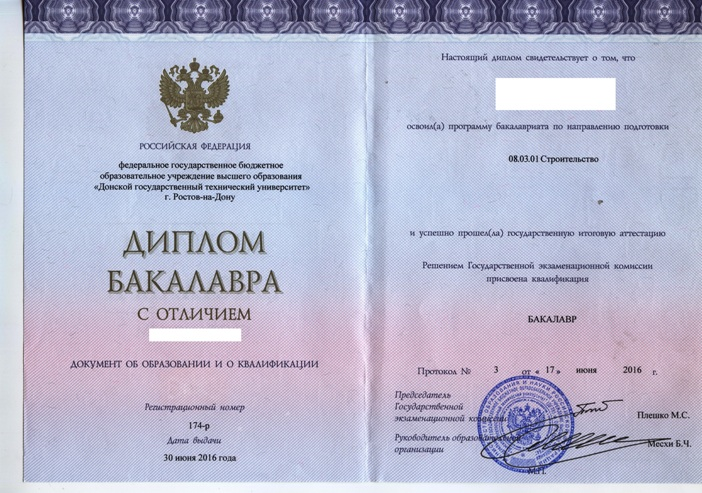 РОССИЙСКАЯ ФЕДЕРАЦИЯ
федеральное государственное бюджетное
образовательное учреждение высшего образования
«Донской государственный технический университет»
г. Ростов-на-Дону
ДИПЛОМ
БАКАЛАВРА
С ОТЛИЧИЕМ
ДОКУМЕНТ ОБ ОБРАЗОВАНИИ И О КВАЛИФИКАЦИИ
Регистрационный номер
174-р
Дата выдачи
30 июня 2016 года
Настоящий диплом свидетельствует о том, что
освоил(а) программу бакалавриата по направлению подготовки
08.03.01 Строительство
и успешно прошел(ла) государственную итоговую аттестацию
Решением Государственной экзаменационной комиссии
присвоена квалификация
БАКАЛАВР
Протокол № 3 от « 17 » июня 2016 г.
Председатель
Государственной
экзаменационной комиссии
Плешко М.С.
Руководитель образовательной
организации
Месхи Б.Ч.
М.П.